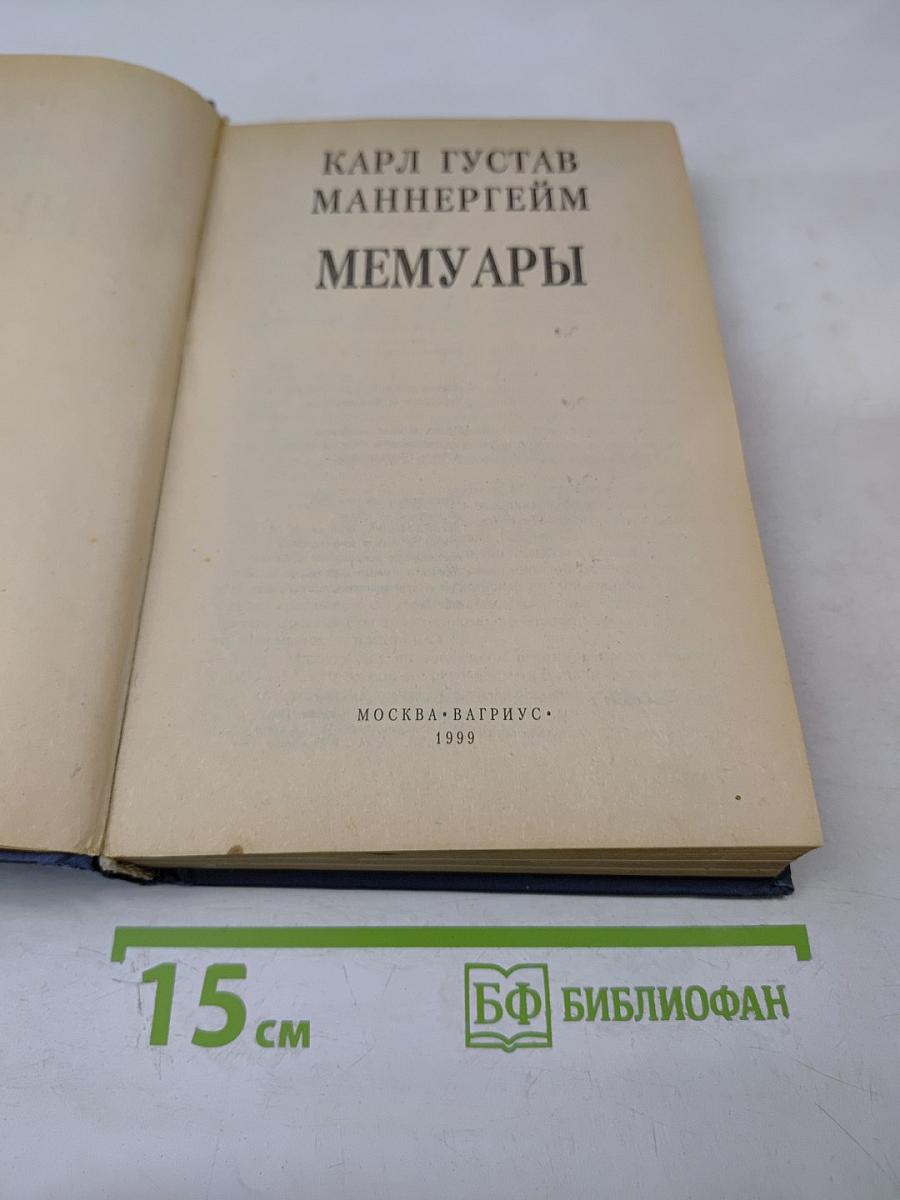 КАРЛ ГУСТАВ
МАННЕРГЕЙМ
МЕМУАРЫ
МОСКВА • ВАГРИУС •
1999
15 см
БФ БИБЛИОФАН